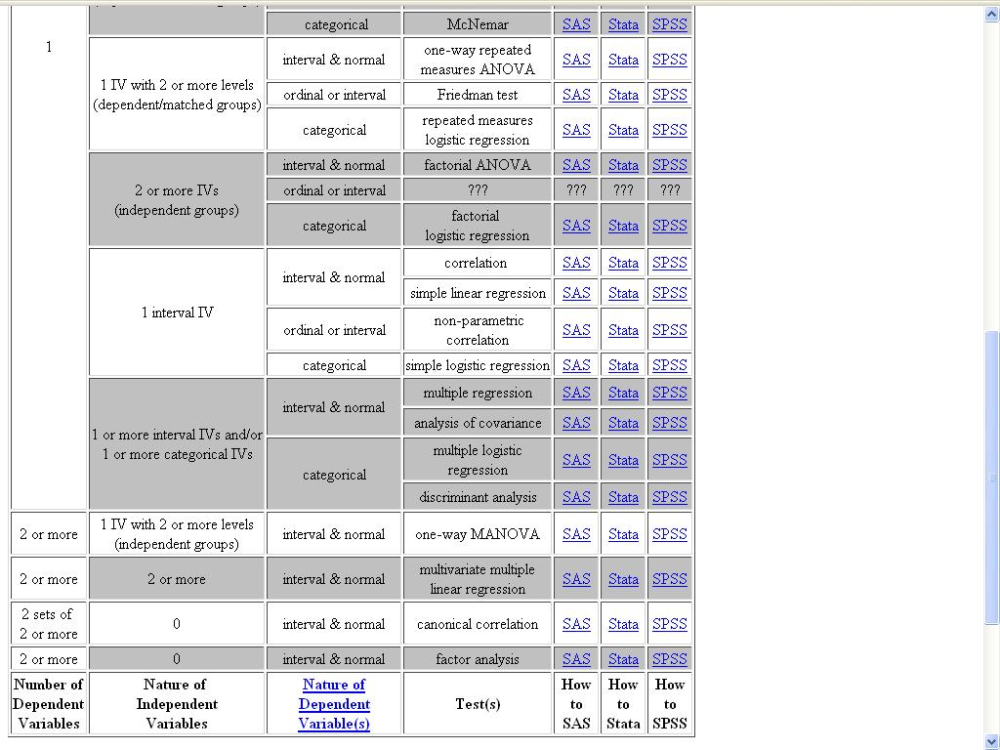 1
categorical McNemar SAS Stata SPSS
1 IV with 2 or more levels
(dependent/matched groups)
interval & normal
one-way repeated
measures ANOVA
SAS Stata SPSS
ordinal or interval Friedman test SAS Stata SPSS
categorical
repeated measures
logistic regression
SAS Stata SPSS
2 or more IVs
(independent groups)
interval & normal factorial ANOVA SAS Stata SPSS
ordinal or interval ??? ??? ??? ???
categorical
factorial
logistic regression
SAS Stata SPSS
1 interval IV
interval & normal
correlation SAS Stata SPSS
simple linear regression SAS Stata SPSS
ordinal or interval
non-parametric
correlation
SAS Stata SPSS
categorical simple logistic regression SAS Stata SPSS
1 or more interval IVs and/or
1 or more categorical IVs
interval & normal
multiple regression SAS Stata SPSS
analysis of covariance SAS Stata SPSS
categorical
multiple logistic
regression
SAS Stata SPSS
discriminant analysis SAS Stata SPSS
2 or more
1 IV with 2 or more levels
(independent groups)
interval & normal one-way MANOVA SAS Stata SPSS
2 or more 2 or more interval & normal
multivariate multiple
linear regression
SAS Stata SPSS
2 sets of
2 or more
0 interval & normal canonical correlation SAS Stata SPSS
2 or more 0 interval & normal factor analysis SAS Stata SPSS
Number of
Dependent
Variables
Nature of
Independent
Variables
Nature of
Dependent
Variable(s)
Test(s)
How
to
SAS
How
to
Stata
How
to
SPSS